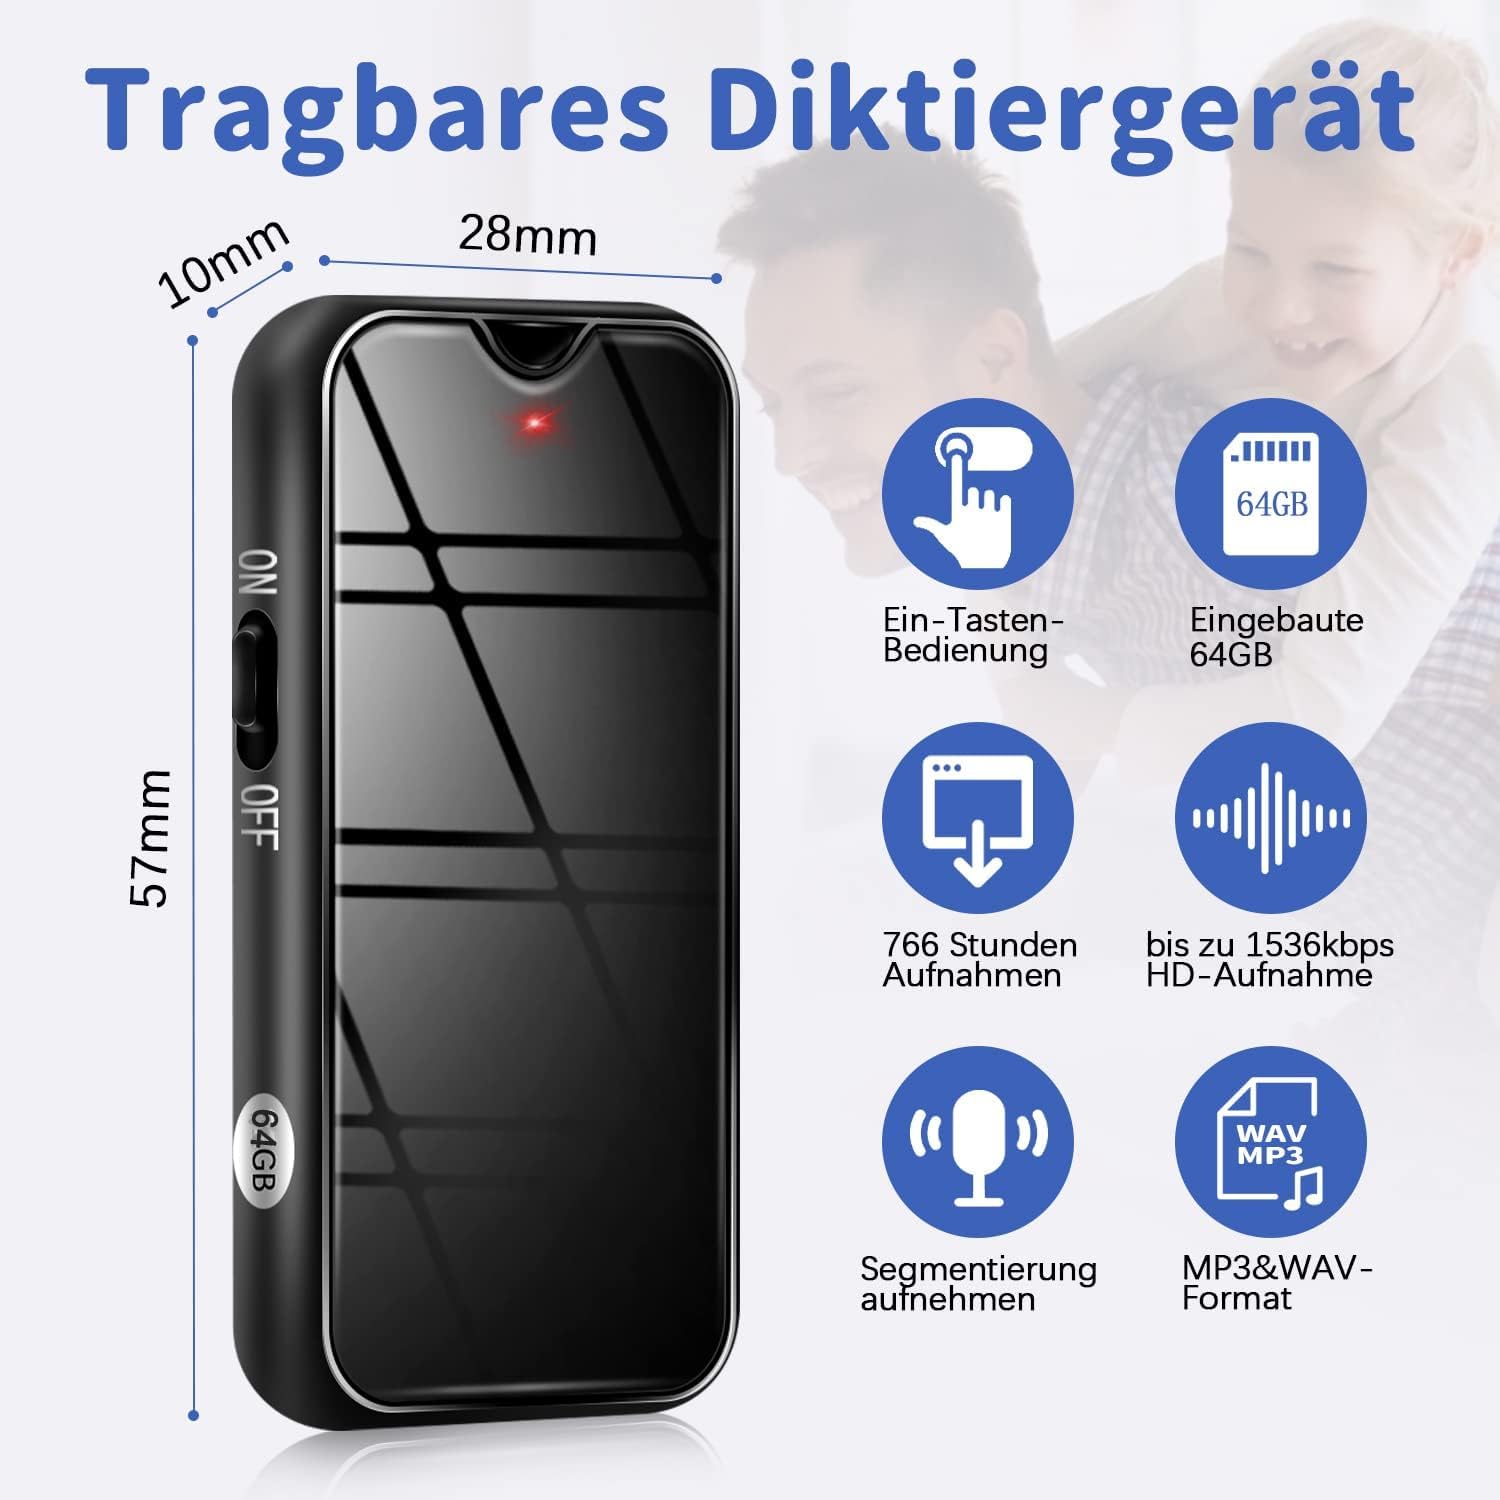 Tragbares Diktiergerät
10mm
28mm
57mm
ON
OFF
64GB
64GB
Ein-Tasten-
Bedienung
Eingebaute
64GB
766 Stunden
Aufnahmen
bis zu 1536kbps
HD-Aufnahme
WAV
MP3
Segmentierung
aufnehmen
MP3&WAV-
Format